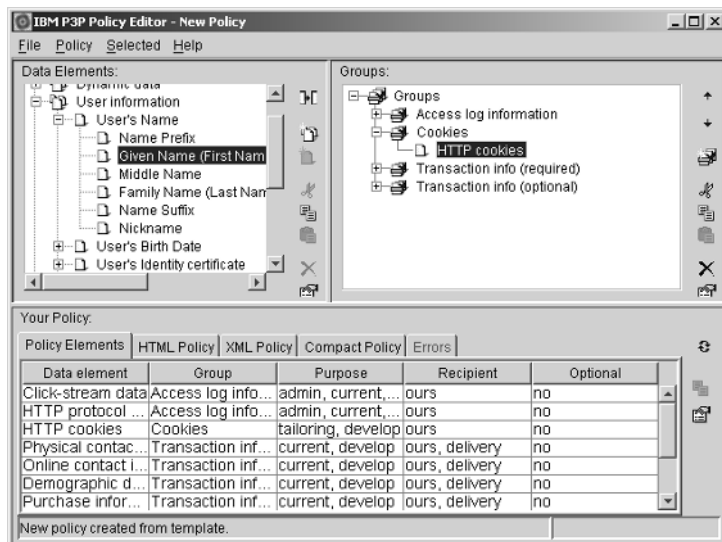 IBM P3P Policy Editor - New Policy
File Policy Selected Help
Data Elements:
Dynamic data
User information
User's Name
Name Prefix
Given Name (First Nam
Middle Name
Family Name (Last Nan
Name Suffix
Nickname
User's Birth Date
User's Identity certificate
Groups:
Groups
Access log information
Cookies
HTTP cookies
Transaction info (required)
Transaction info (optional)
Your Policy:
Policy Elements HTML Policy XML Policy Compact Policy Errors
Data element Group Purpose Recipient Optional
Click-stream data Access log info... admin, current,... ours no
HTTP protocol ... Access log info... admin, current,... ours no
HTTP cookies Cookies tailoring, develop ours no
Physical contac... Transaction inf... current, develop ours, delivery no
Online contact i... Transaction inf... current, develop ours, delivery no
Demographic d... Transaction inf... current, develop ours, delivery no
Purchase infor... Transaction inf... current, develop ours, delivery no
New policy created from template.